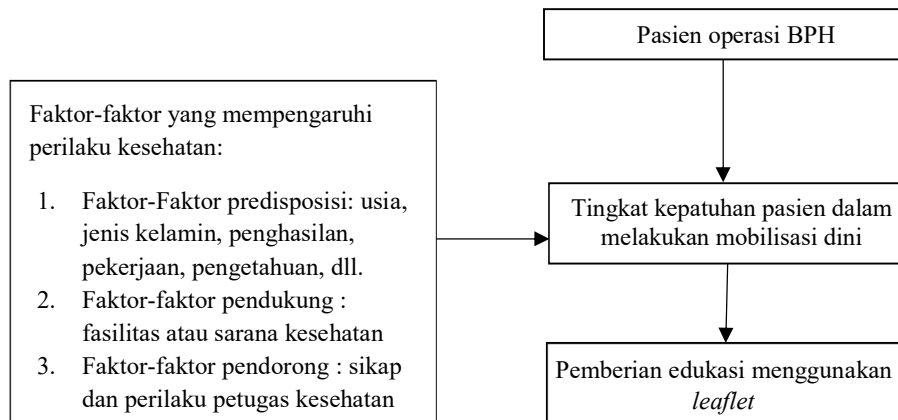 Pasien operasi BPH
Faktor-faktor yang mempengaruhi
perilaku kesehatan:
1. Faktor-Faktor predisposisi: usia,
jenis kelamin, penghasilan,
pekerjaan, pengetahuan, dll.
2. Faktor-faktor pendukung :
fasilitas atau sarana kesehatan
3. Faktor-faktor pendorong : sikap
dan perilaku petugas kesehatan
Tingkat kepatuhan pasien dalam
melakukan mobilisasi dini
Pemberian edukasi menggunakan
leaflet